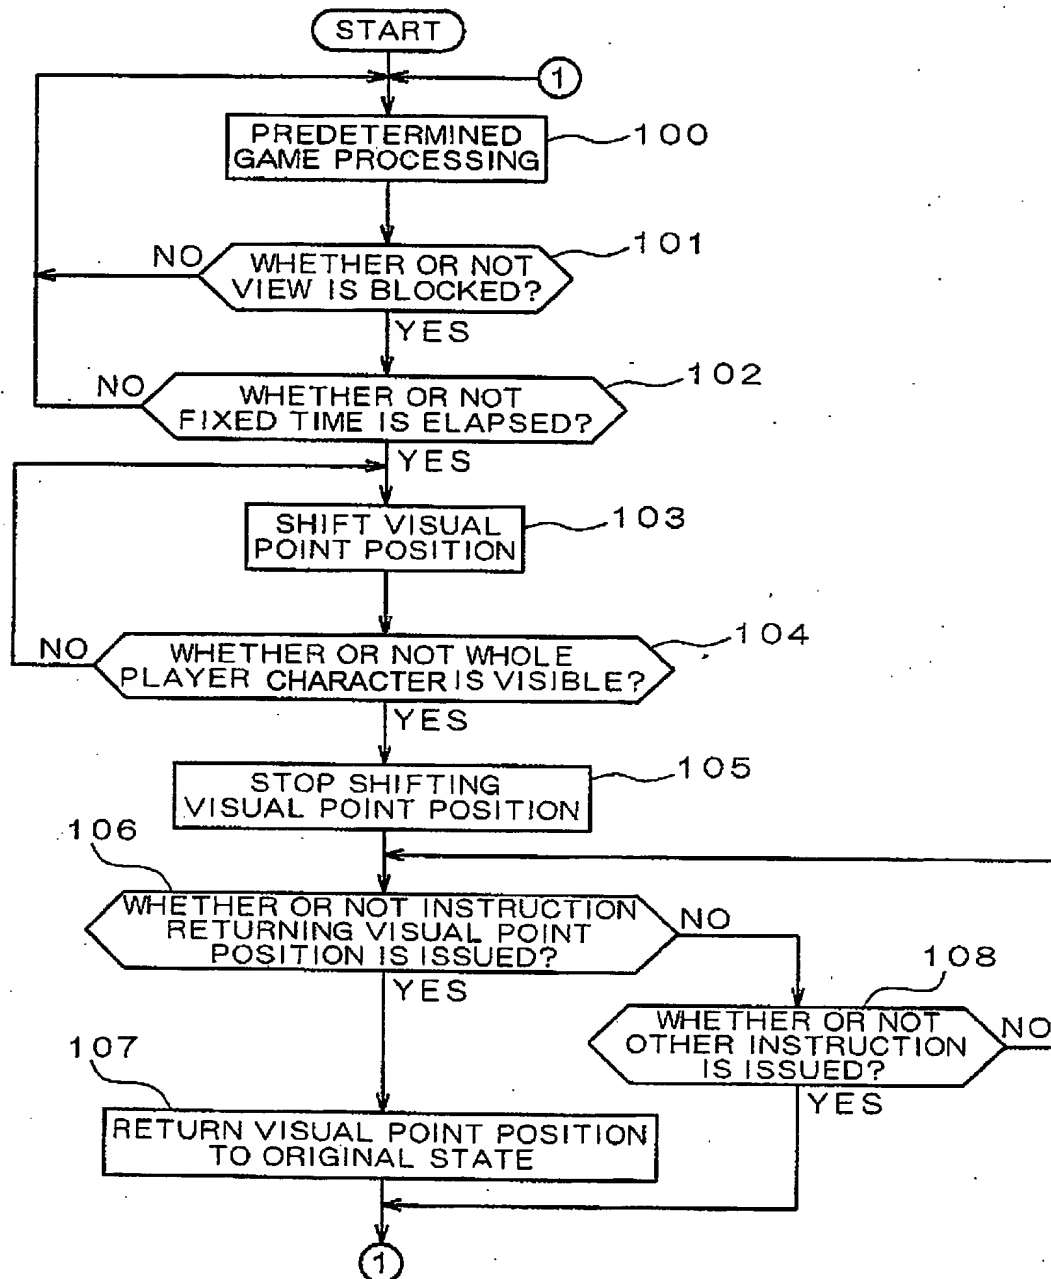 START
1
PREDETERMINED
GAME PROCESSING
100
WHETHER OR NOT
VIEW IS BLOCKED?
101
NO
YES
WHETHER OR NOT
FIXED TIME IS ELAPSED?
102
NO
YES
SHIFT VISUAL
POINT POSITION
103
WHETHER OR NOT WHOLE
PLAYER CHARACTER IS VISIBLE?
104
NO
YES
STOP SHIFTING
VISUAL POINT POSITION
105
106
WHETHER OR NOT INSTRUCTION
RETURNING VISUAL POINT
POSITION IS ISSUED?
NO
YES
108
WHETHER OR NOT
OTHER INSTRUCTION
IS ISSUED?
NO
YES
107
RETURN VISUAL POINT POSITION
TO ORIGINAL STATE
1